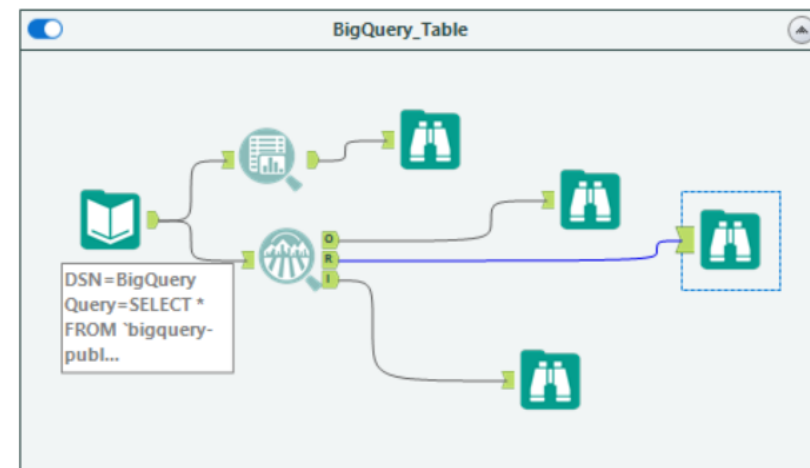 BigQuery_Table
O
R
I
DSN=BigQuery
Query=SELECT *
FROM `bigquery-
publ...